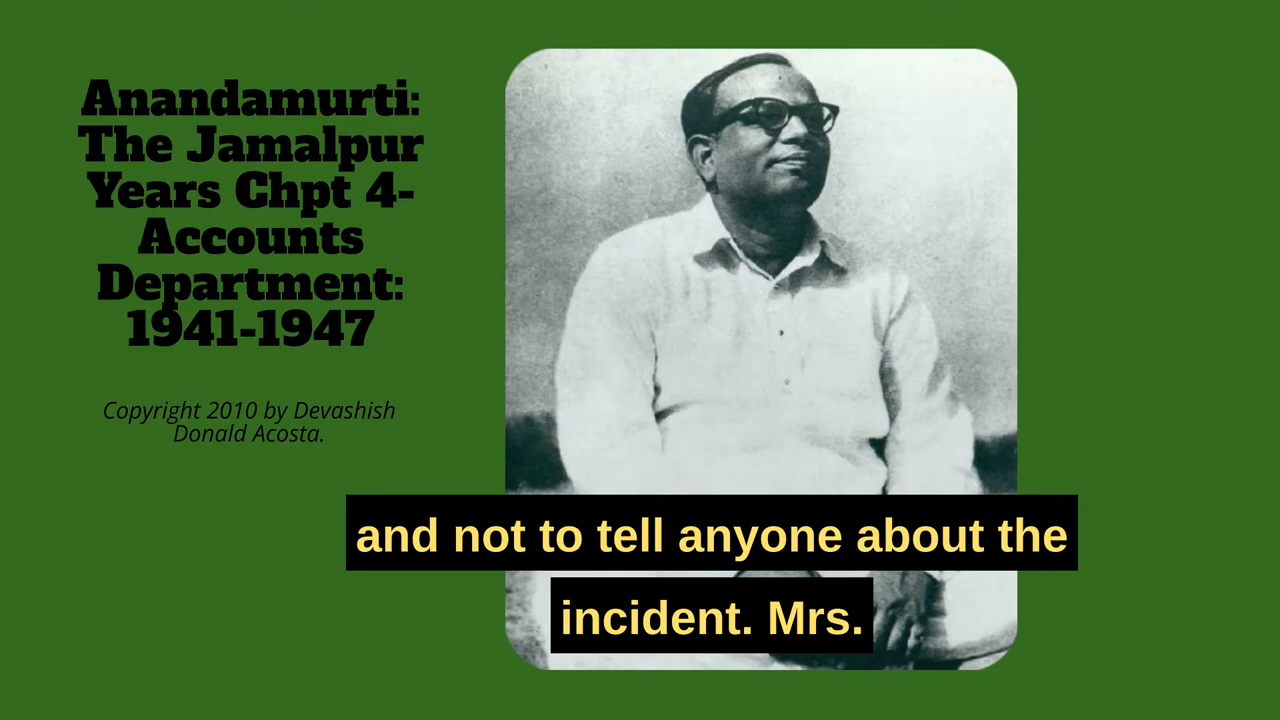 Anandamurti:
The Jamalpur
Years Chpt 4-
Accounts
Department:
1941-1947
Copyright 2010 by Devashish
Donald Acosta.
and not to tell anyone about the
incident. Mrs.